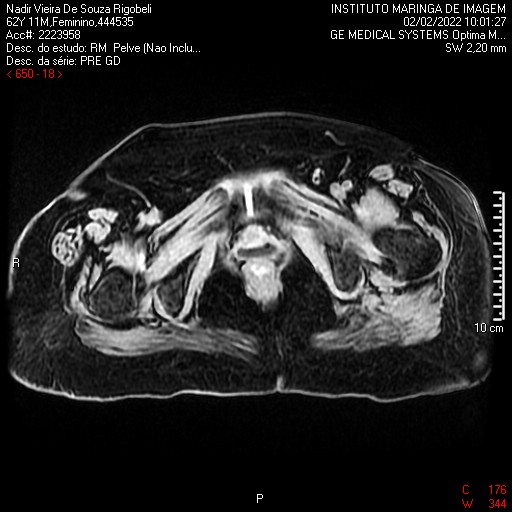 Nadir Vieira De Souza Rigobeli
62Y 11M,Feminino,444535
Acc#: 2223958
Desc. do estudo: RM Pelve (Nao Inclu...
Desc. da série: PRE GD
< 650 - 18 >
INSTITUTO MARINGA DE IMAGEM
02/02/2022 10:01:27
GE MEDICAL SYSTEMS Optima M...
SW 2,20 mm
R
10 cm
P
C 176
W 344